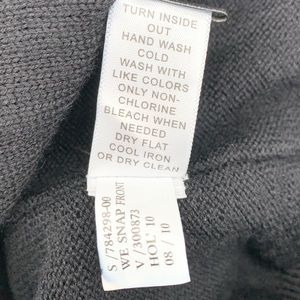 TURN INSIDE
OUT
HAND WASH
COLD
WASH WITH
LIKE COLORS
ONLY NON-
CHLORINE
BLEACH WHEN
NEEDED
DRY FLAT
COOL IRON
OR DRY CLEAN
S/784298-00
WE SNAP FRONT
V/300873
HOL' 10
08 / 10